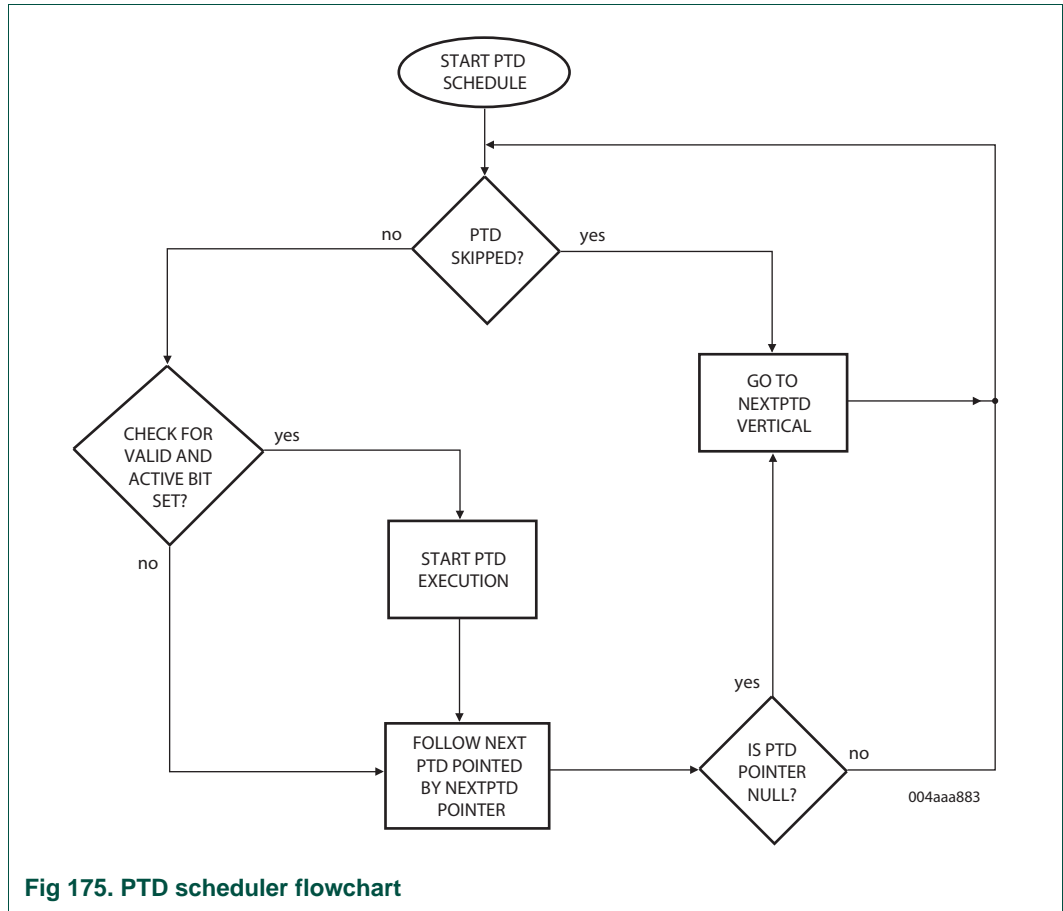 START PTD
SCHEDULE
no
PTD
SKIPPED?
yes
GO TO
NEXTPTD
VERTICAL
CHECK FOR
VALID AND
ACTIVE BIT
SET?
yes
no
START PTD
EXECUTION
FOLLOW NEXT
PTD POINTED
BY NEXTPTD
POINTER
yes
IS PTD
POINTER
NULL?
no
004aaa883
Fig 175. PTD scheduler flowchart